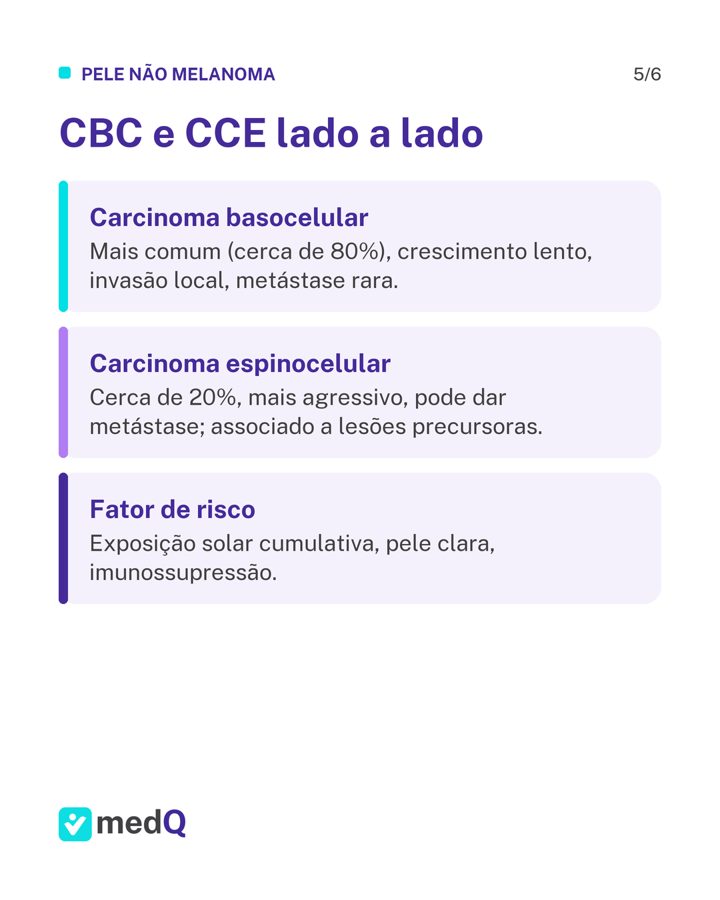 PELE NÃO MELANOMA
5/6
CBC e CCE lado a lado
Carcinoma basocelular
Mais comum (cerca de 80%), crescimento lento,
invasão local, metástase rara.
Carcinoma espinocelular
Cerca de 20%, mais agressivo, pode dar
metástase; associado a lesões precursoras.
Fator de risco
Exposição solar cumulativa, pele clara,
imunossupressão.
medQ